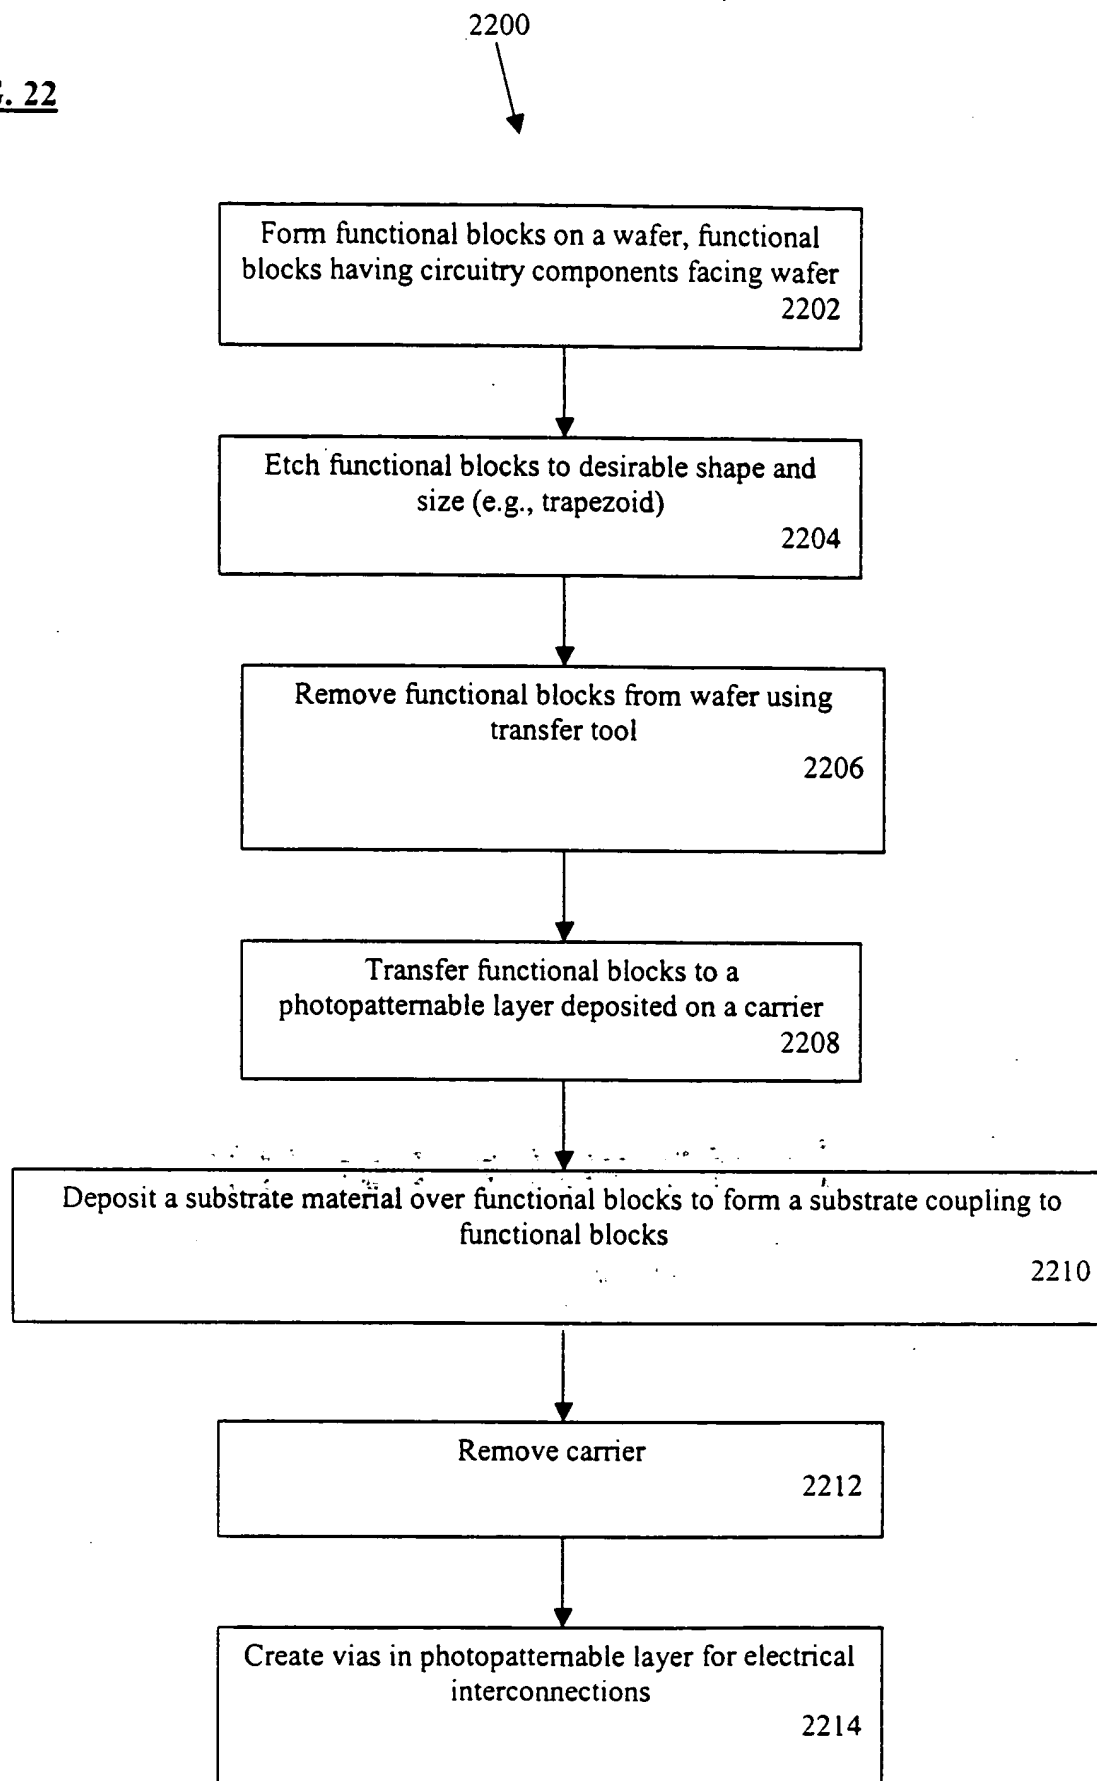 2200
. 22
Form functional blocks on a wafer, functional
blocks having circuitry components facing wafer
2202
Etch functional blocks to desirable shape and
size (e.g., trapezoid)
2204
Remove functional blocks from wafer using
transfer tool
2206
Transfer functional blocks to a
photopatternable layer deposited on a carrier
2208
Deposit a substrate material over functional blocks to form a substrate coupling to
functional blocks
2210
Remove carrier
2212
Create vias in photopatternable layer for electrical
interconnections
2214